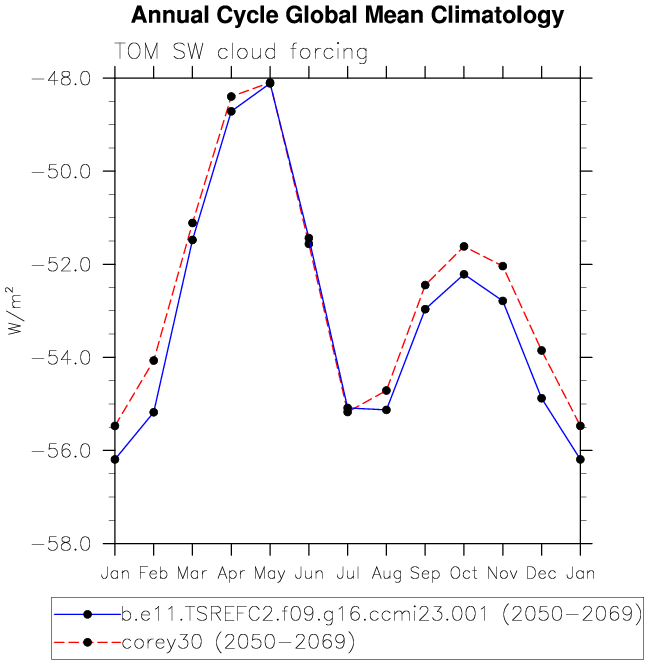 Annual Cycle Global Mean Climatology
TOM SW cloud forcing
−48.0
−50.0
−52.0
−54.0
−56.0
−58.0
W/m²
Jan Feb Mar Apr May Jun Jul Aug Sep Oct Nov Dec Jan
b.e11.TSREFC2.f09.g16.ccmi23.001 (2050−2069)
corey30 (2050−2069)